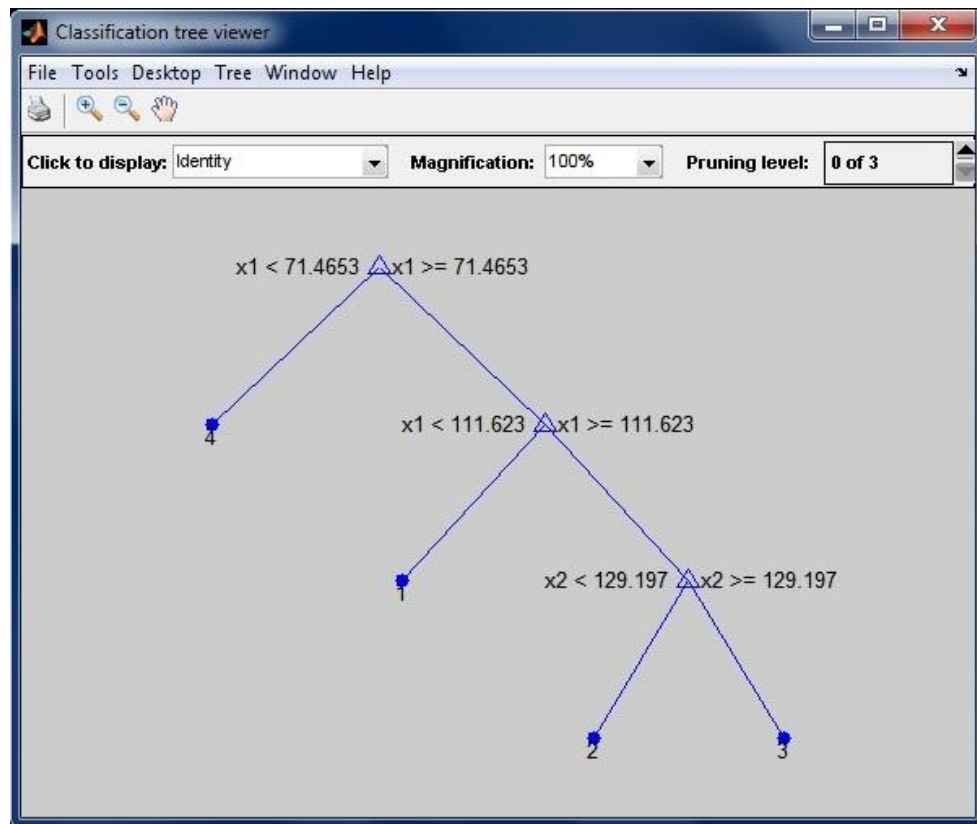 Classification tree viewer
File Tools Desktop Tree Window Help
Click to display: Identity Magnification: 100% Pruning level: 0 of 3
x1 < 71.4653 x1 >= 71.4653
4
x1 < 111.623 x1 >= 111.623
1
x2 < 129.197 x2 >= 129.197
2 3